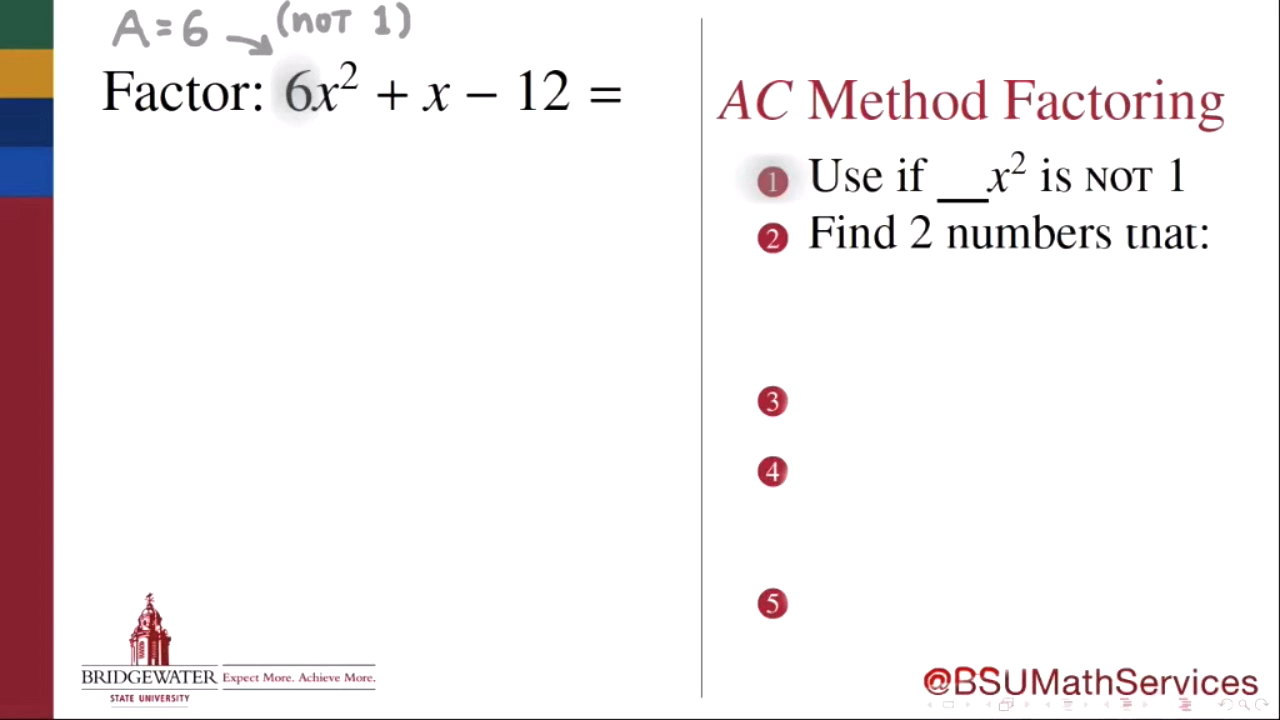 A=6 (NOT 1)
Factor: 6x² + x − 12 =
AC Method Factoring
1 Use if __x² is NOT 1
2 Find 2 numbers tnat:
3
4
5
BRIDGEWATER
STATE UNIVERSITY
Expect More. Achieve More.
@BSUMathServices